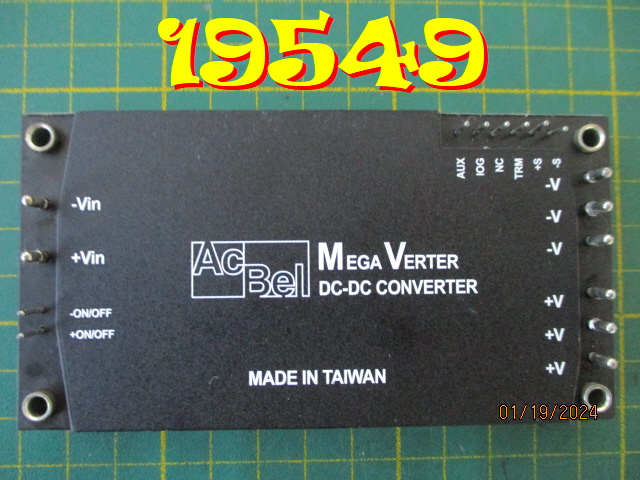 19549
AUX
IOG
NC
TRM
+S
-S
-V
-V
-V
-Vin
+Vin
-ON/OFF
+ON/OFF
AcBel
MEGA VERTER
DC-DC CONVERTER
+V
+V
+V
MADE IN TAIWAN
01/19/2024